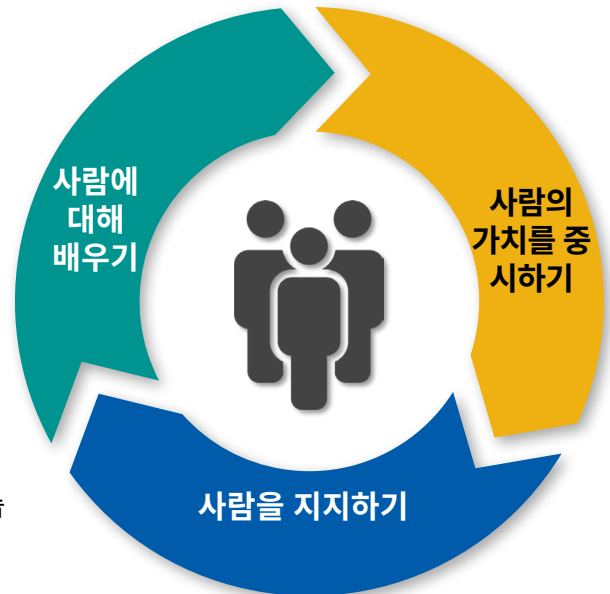 사람에
대해
배우기
사람의
가치를 중
시하기
사람을 지지하기